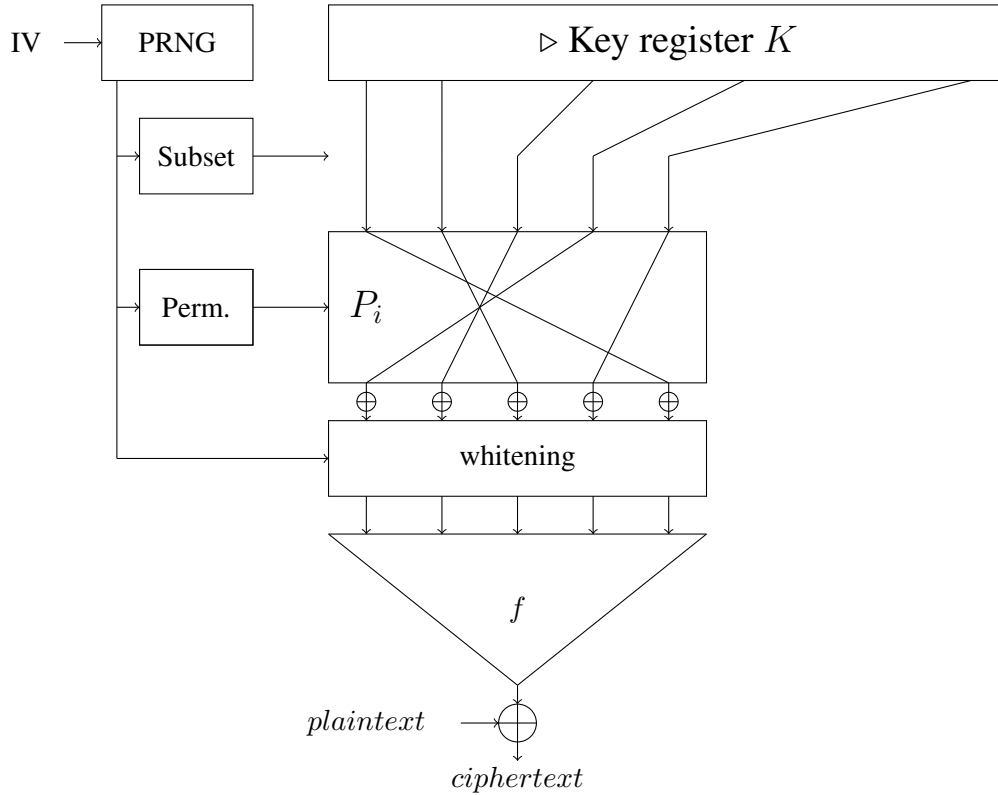 IV
PRNG
▷ Key register K
Subset
Perm.
P_i
whitening
f
plaintext
ciphertext